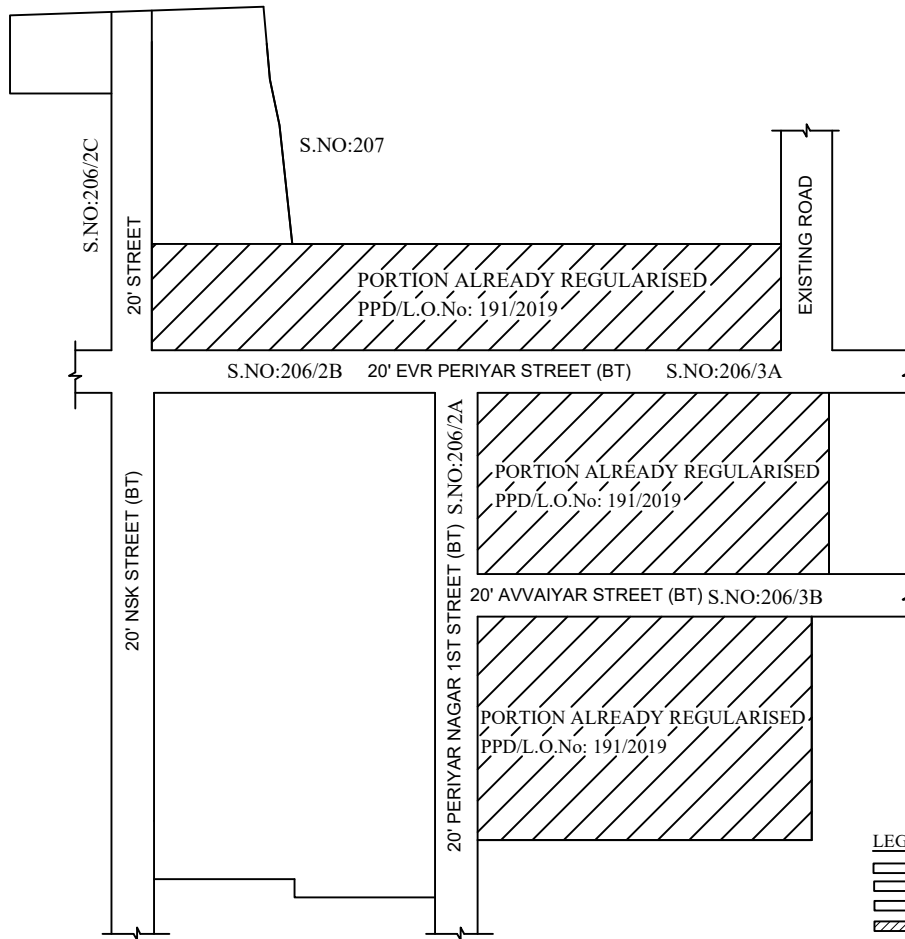 S.NO:207
S.NO:206/2C
20' STREET
EXISTING ROAD
PORTION ALREADY REGULARISED
PPD/L.O.No: 191/2019
S.NO:206/2B
20' EVR PERIYAR STREET (BT)
S.NO:206/3A
20' NSK STREET (BT)
20' PERIYAR NAGAR 1ST STREET (BT)
S.NO:206/2A
PORTION ALREADY REGULARISED
PPD/L.O.No: 191/2019
20' AVVAIYAR STREET (BT)
S.NO:206/3B
PORTION ALREADY REGULARISED
PPD/L.O.No: 191/2019
LEG